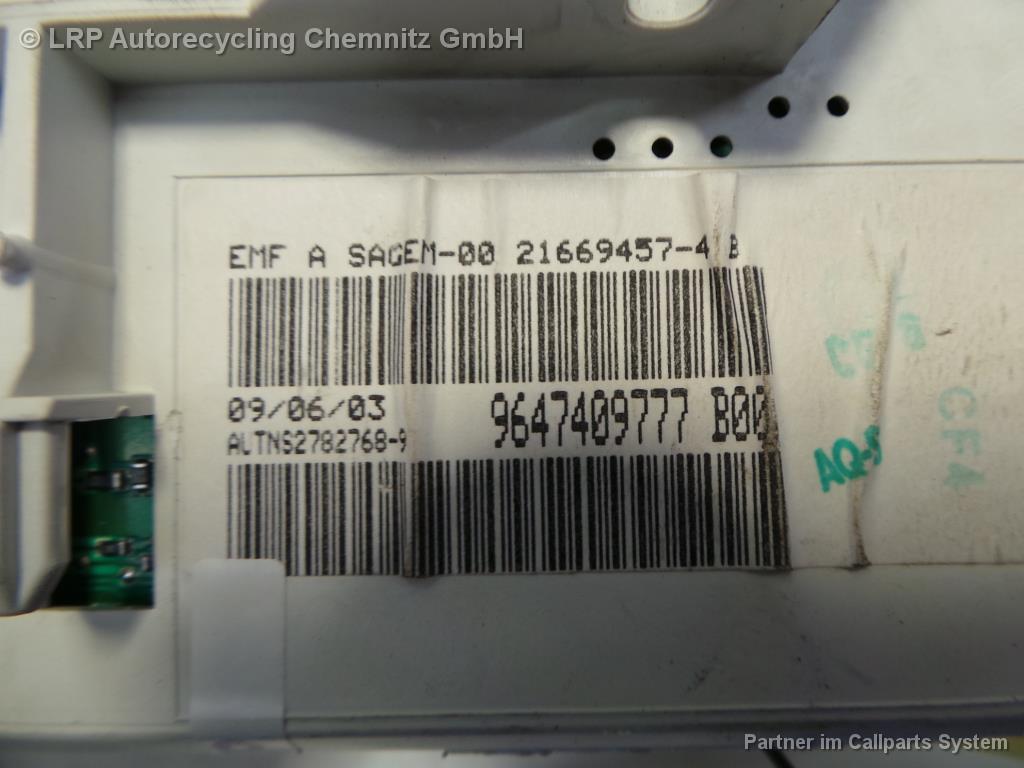 © LRP Autorecycling Chemnitz GmbH
EMF A SAGEM-00 21669457-4 B
09/06/03
9647409777 B00
ALTNS2782768-9
CF4
Partner im Callparts System